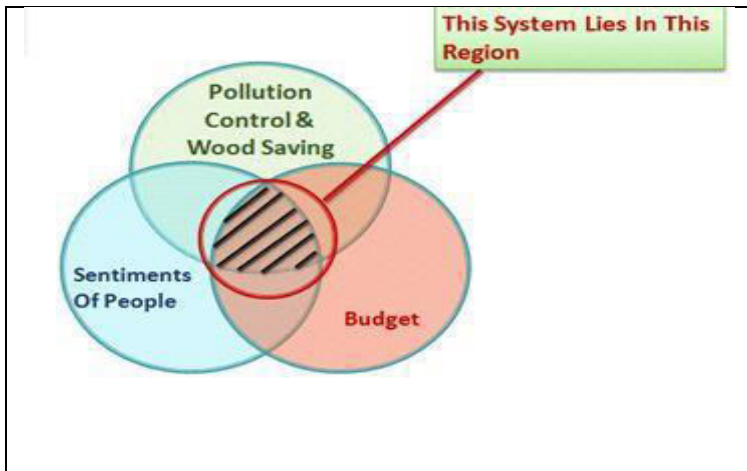 This System Lies In This
Region
Pollution
Control &
Wood Saving
Sentiments
Of People
Budget